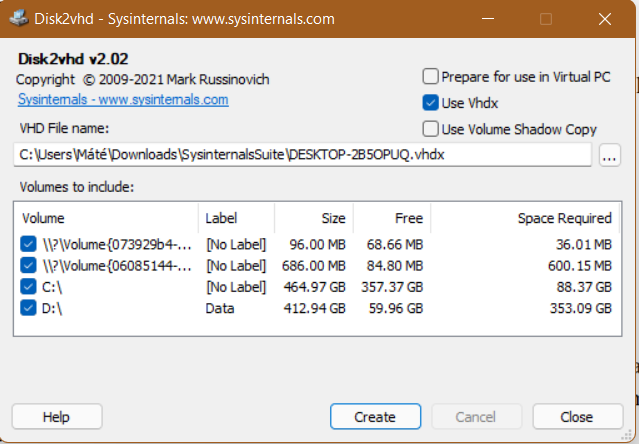 Disk2vhd - Sysinternals: www.sysinternals.com
Disk2vhd v2.02
Copyright © 2009-2021 Mark Russinovich
Sysinternals - www.sysinternals.com
Prepare for use in Virtual PC
Use Vhdx
Use Volume Shadow Copy
VHD File name:
C:\Users\Máté\Downloads\SysinternalsSuite\DESKTOP-2B5OPUQ.vhdx
...
Volumes to include:
Volume Label Size Free Space Required
\\?\Volume{073929b4-... [No Label] 96.00 MB 68.66 MB 36.01 MB
\\?\Volume{06085144-... [No Label] 686.00 MB 84.80 MB 600.15 MB
C:\ [No Label] 464.97 GB 357.37 GB 88.37 GB
D:\ Data 412.94 GB 59.96 GB 353.09 GB
Help Create Cancel Close